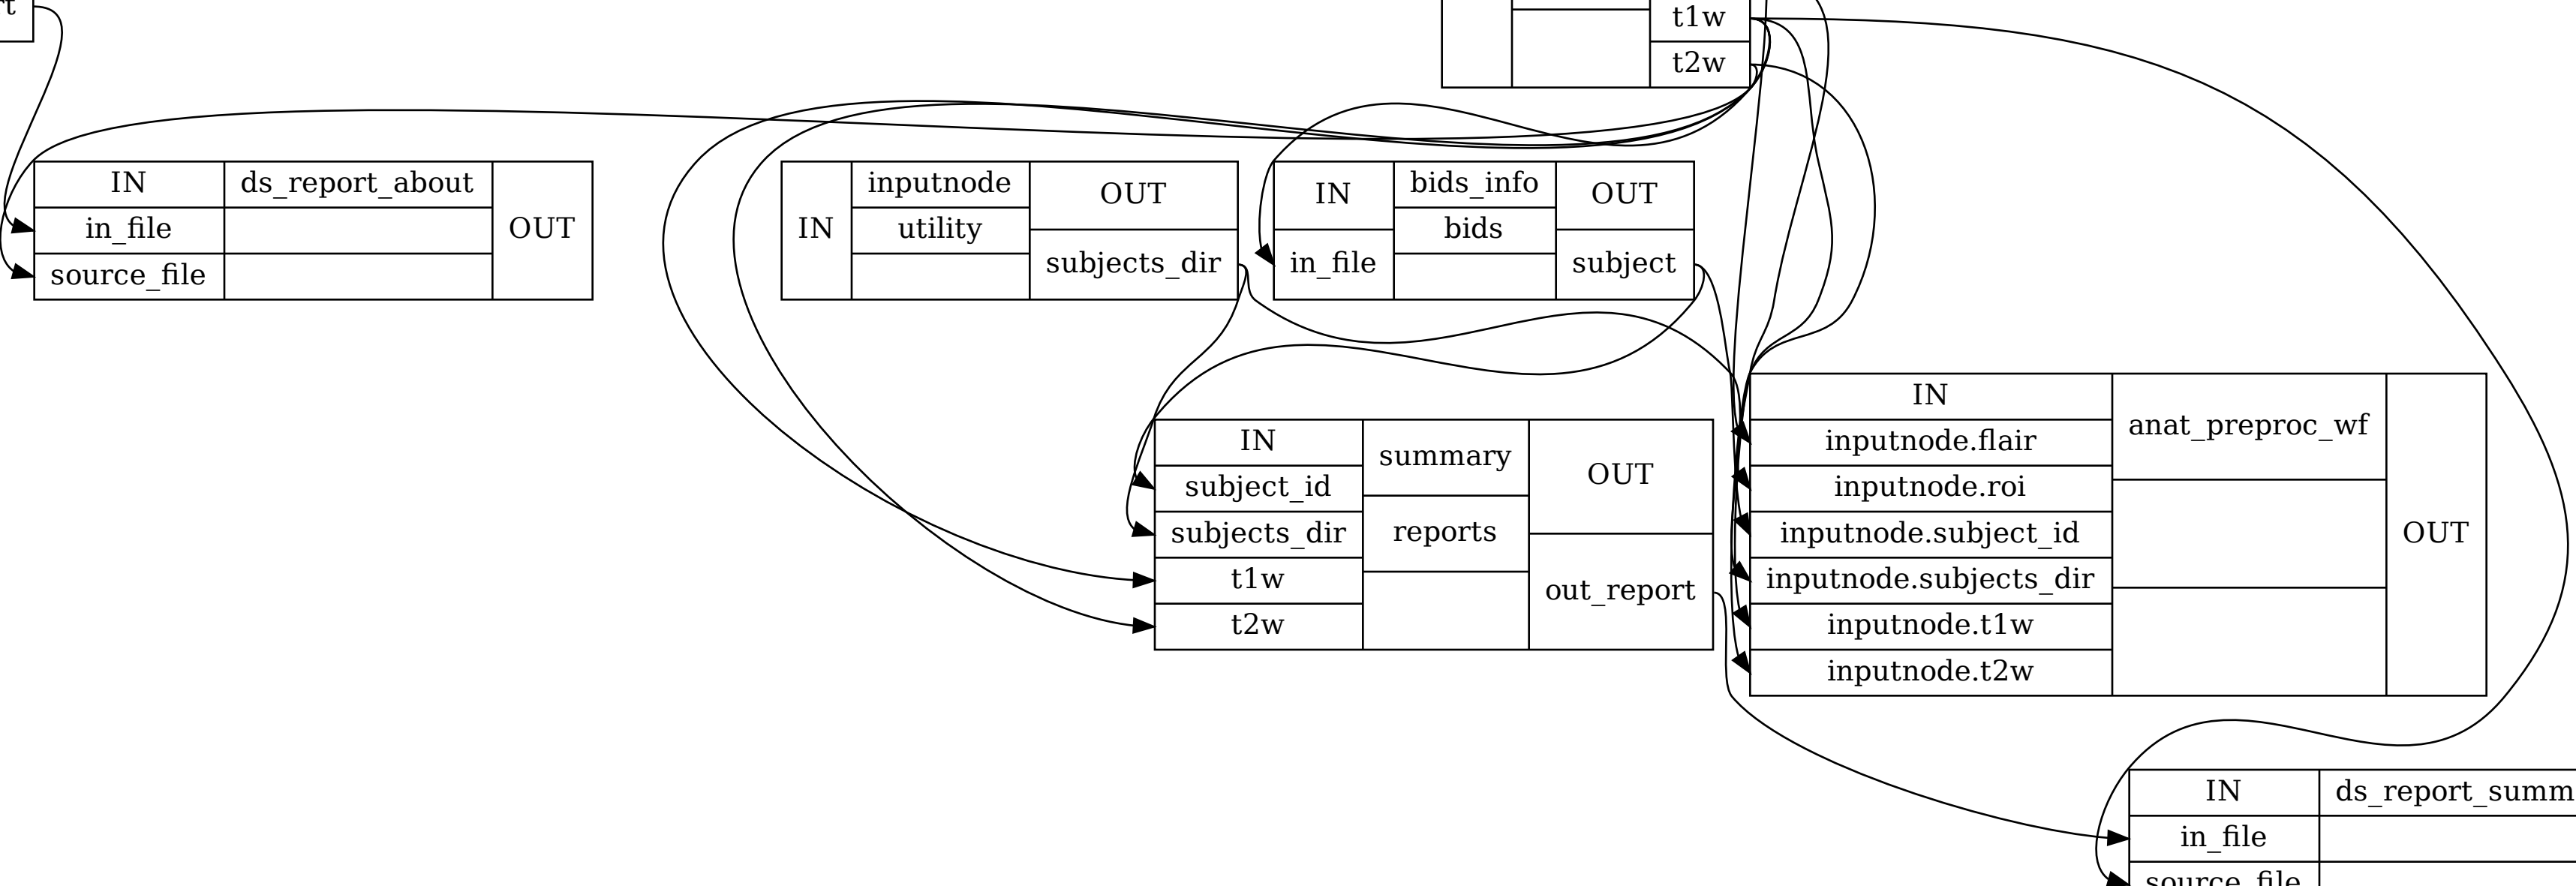 t1w
t2w
IN
ds_report_about
OUT
in_file
source_file
IN
inputnode
OUT
utility
subjects_dir
IN
bids_info
OUT
bids
in_file
subject
IN
summary
OUT
subject_id
subjects_dir
reports
t1w
out_report
t2w
IN
anat_preproc_wf
OUT
inputnode.flair
inputnode.roi
inputnode.subject_id
inputnode.subjects_dir
inputnode.t1w
inputnode.t2w
IN
ds_report_summ
in_file
source_file